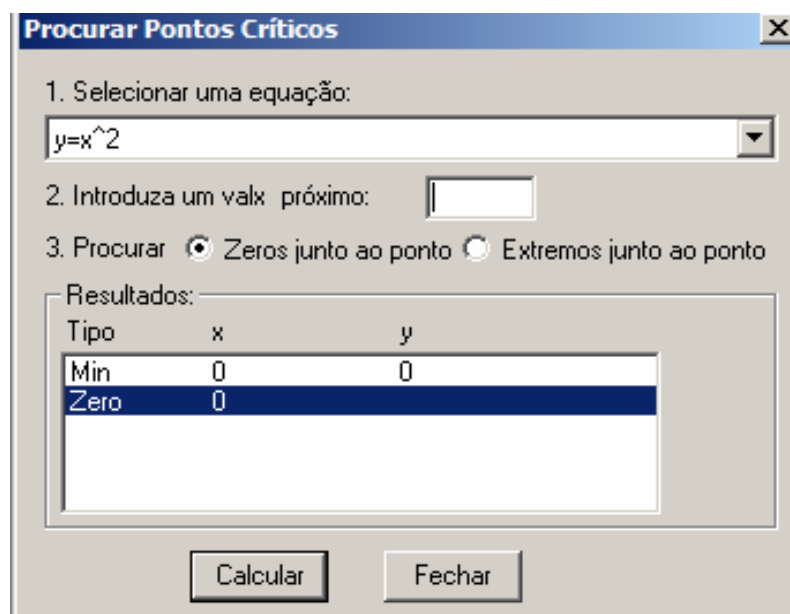 Procurar Pontos Críticos
1. Selecionar uma equação:
y=x^2
2. Introduza um valx próximo:
3. Procurar Zeros junto ao ponto Extremos junto ao ponto
Resultados:
Tipo x y
Min 0 0
Zero 0
Calcular Fechar